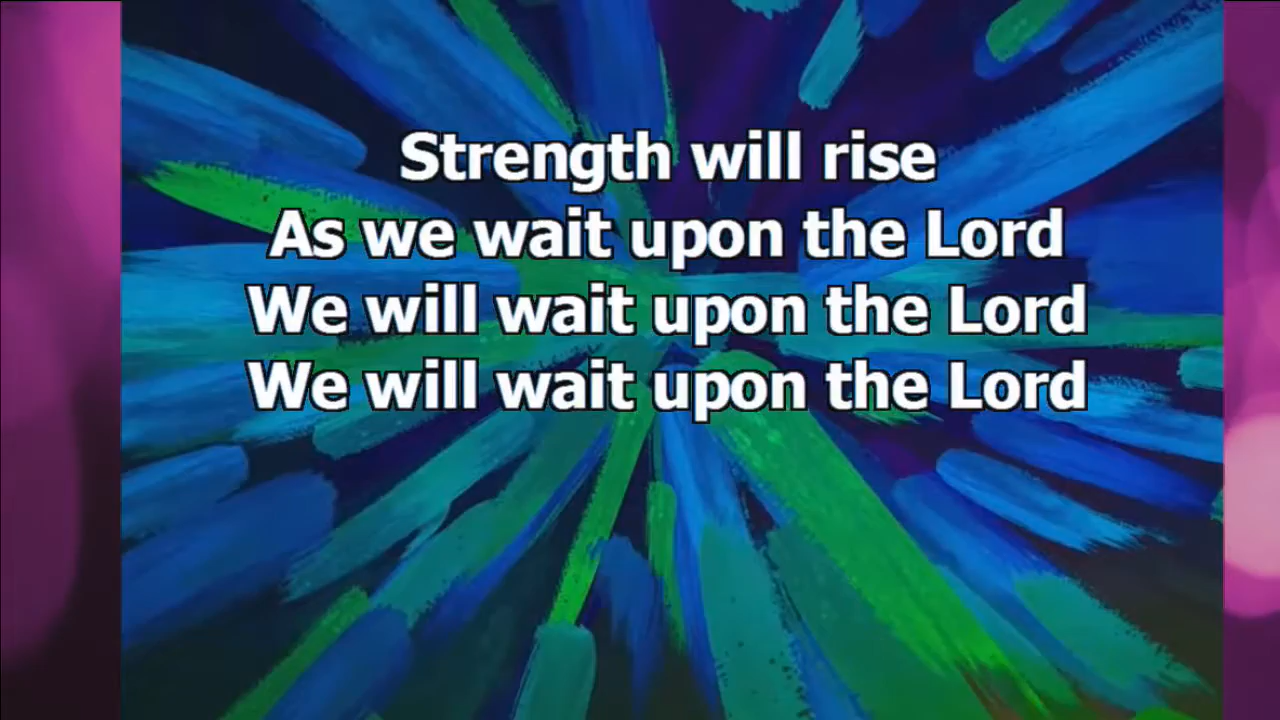 Strength will rise
As we wait upon the Lord
We will wait upon the Lord
We will wait upon the Lord